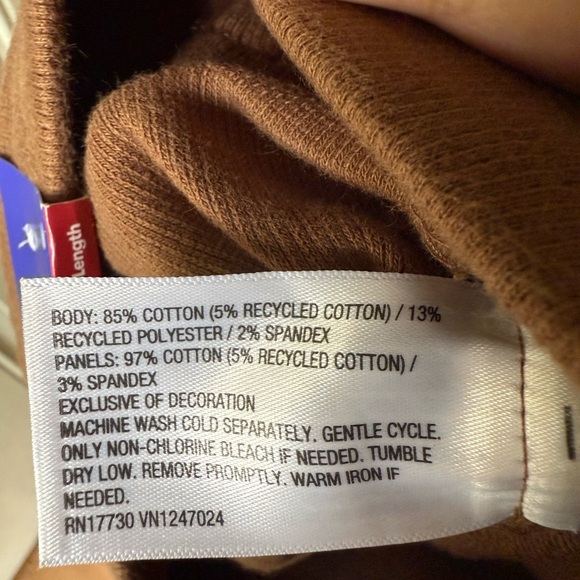 Length
BODY: 85% COTTON (5% RECYCLED COTTON) / 13%
RECYCLED POLYESTER / 2% SPANDEX
PANELS: 97% COTTON (5% RECYCLED COTTON) /
3% SPANDEX
EXCLUSIVE OF DECORATION
MACHINE WASH COLD SEPARATELY. GENTLE CYCLE.
ONLY NON-CHLORINE BLEACH IF NEEDED. TUMBLE
DRY LOW. REMOVE PROMPTLY. WARM IRON IF
NEEDED.
RN17730 VN1247024